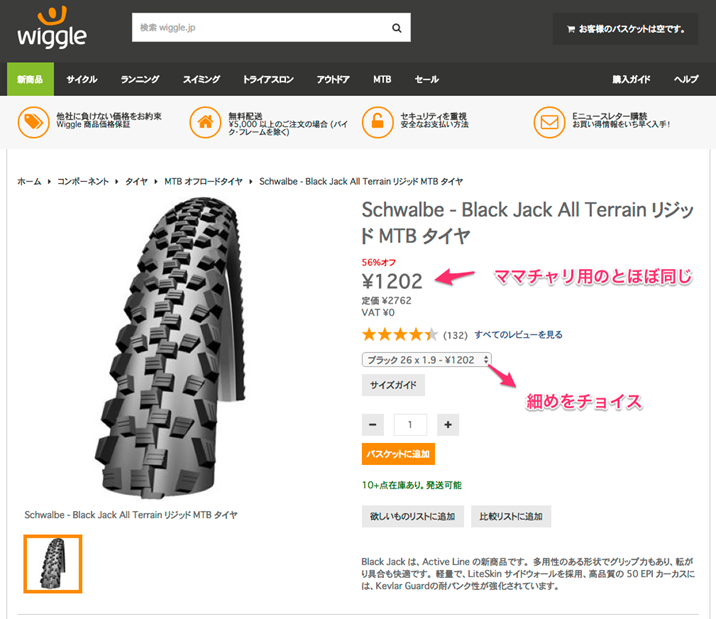 wiggle
検索 wiggle.jp
お客様のバスケットは空です。
新商品 サイクル ランニング スイミング トライアスロン アウトドア MTB セール 購入ガイド ヘルプ
他社に負けない価格をお約束
Wiggle 商品価格保証
無料配送
¥5,000 以上のご注文の場合 (バイ
ク·フレームを除く)
セキュリティを重視
安全なお支払い方法
Eニュースレター購読
お買い得情報をいち早く入手!
ホーム ▸ コンポーネント ▸ タイヤ ▸ MTB オフロードタイヤ ▸ Schwalbe - Black Jack All Terrain リジッド MTB タイヤ
Schwalbe - Black Jack All Terrain リジッ
ド MTB タイヤ
56%オフ
¥1202
ママチャリ用のとほぼ同じ
定価 ¥2762
VAT ¥0
(132) すべてのレビューを見る
ブラック 26 x 1.9 - ¥1202
サイズガイド
細めをチョイス
− 1 +
バスケットに追加
10+点在庫あり。発送可能
欲しいものリストに追加 比較リストに追加
Schwalbe - Black Jack All Terrain リジッド MTB タイヤ
Black Jack は、Active Line の新商品です。 多用性のある形状でグリップ力もあり、転が
り具合も快適です。 軽量で、LiteSkin サイドウォールを採用、高品質の 50 EPI カーカスに
は、Kevlar Guardの耐パンク性が強化されています。